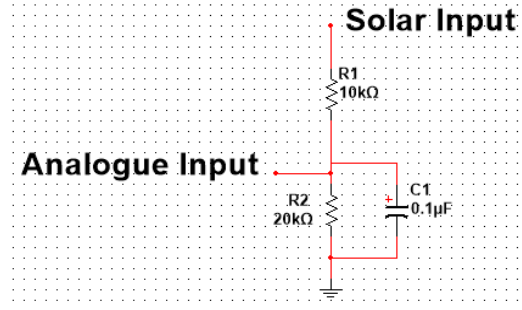 Solar Input
R1
10kΩ
Analogue Input
R2
20kΩ
C1
+
0.1µF